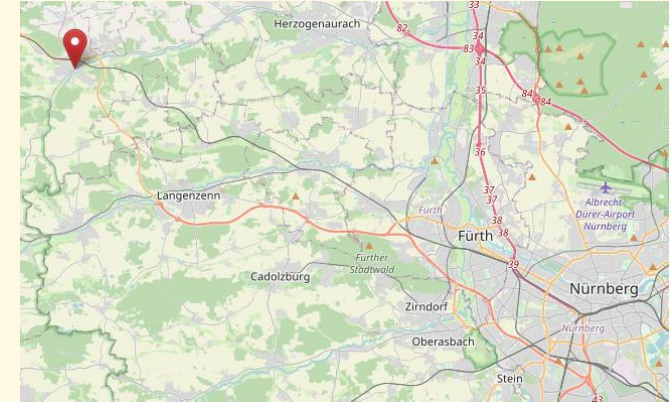 33
Herzogenaurach
82
34
83
34
35
84
84
36
Albrecht-
Dürer-Airport
Nürnberg
37
37
Langenzenn
Fürth
38
38
Fürth
Fürther
Stadtwald
39
Cadolzburg
Nürnberg
Zirndorf
Nürnberg
Oberasbach
Stein
43